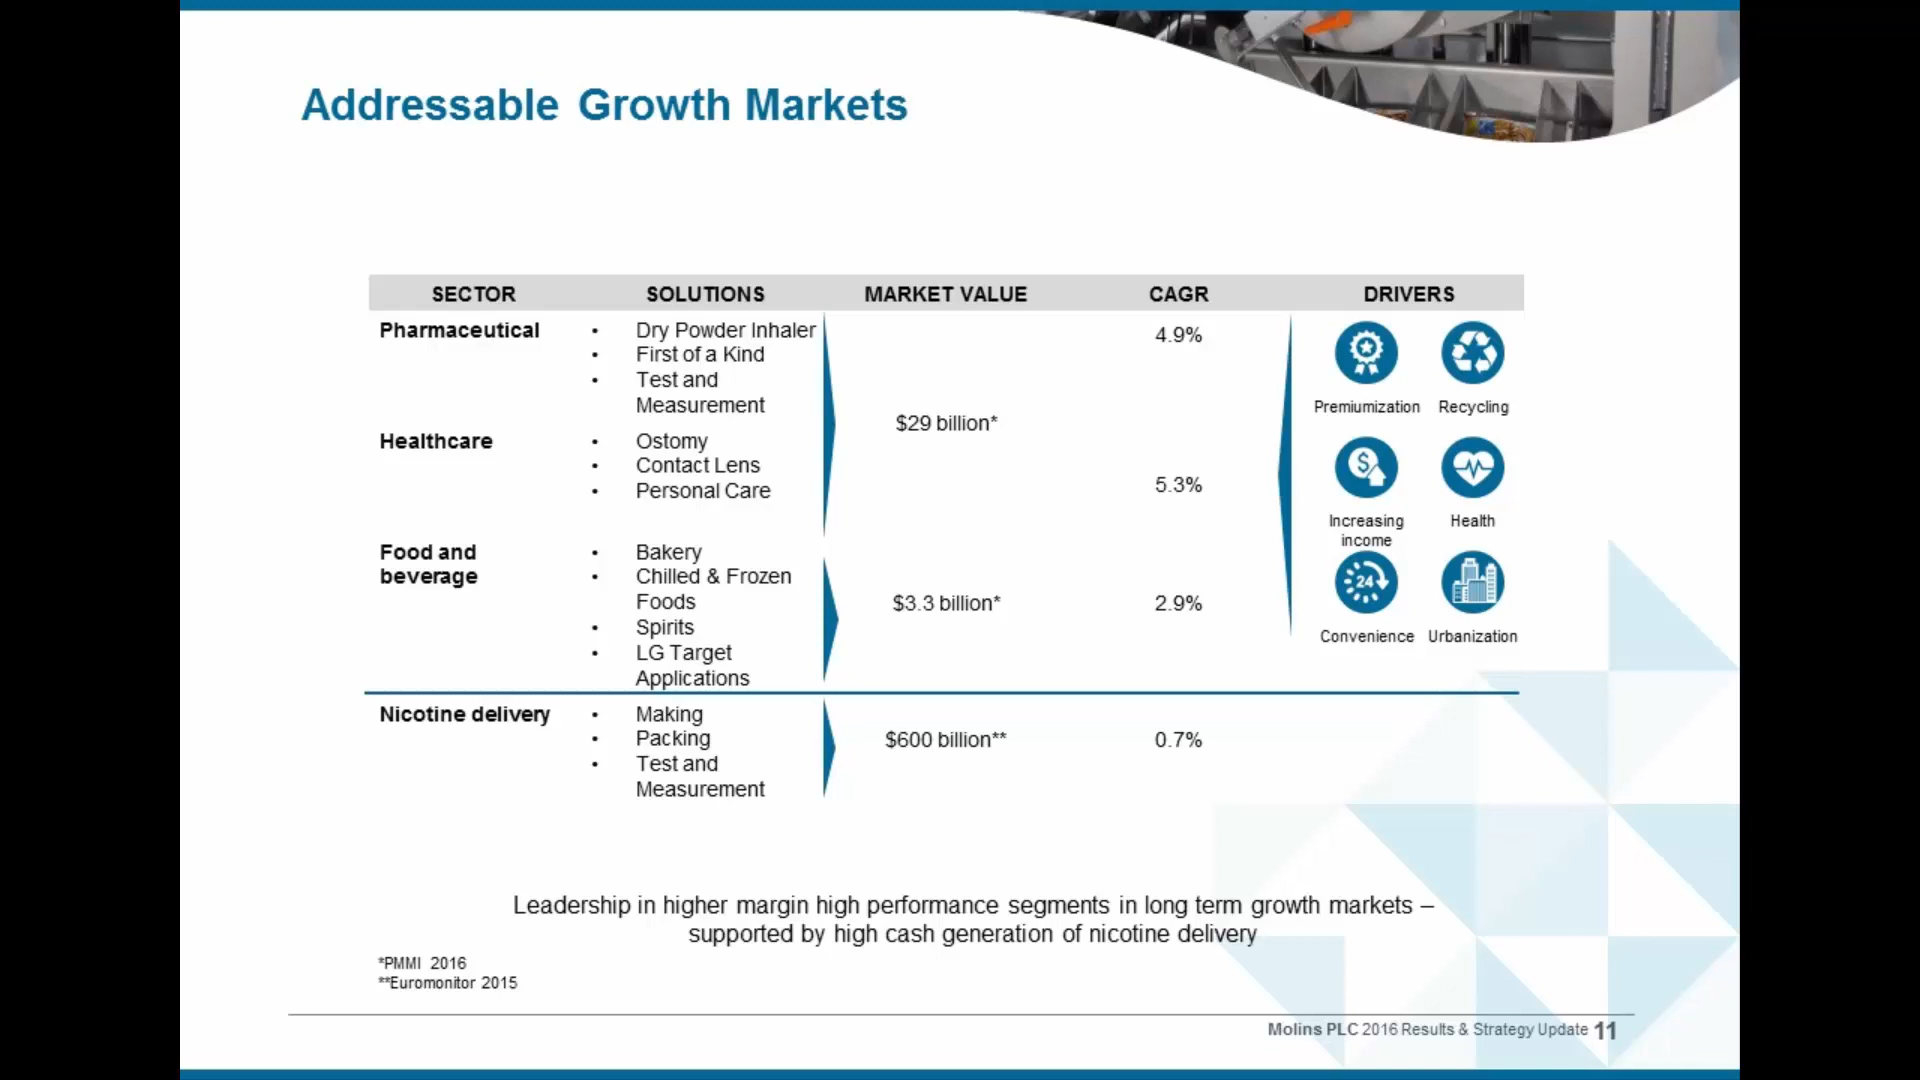 Addressable Growth Markets
SECTOR SOLUTIONS MARKET VALUE CAGR DRIVERS
Pharmaceutical
• Dry Powder Inhaler
• First of a Kind
• Test and
Measurement
Healthcare
• Ostomy
• Contact Lens
• Personal Care
$29 billion*
4.9%
5.3%
Food and
beverage
• Bakery
• Chilled & Frozen
Foods
• Spirits
• LG Target
Applications
$3.3 billion*
2.9%
Premiumization Recycling
$
Increasing
income
Health
24
Convenience Urbanization
Nicotine delivery
• Making
• Packing
• Test and
Measurement
$600 billion**
0.7%
Leadership in higher margin high performance segments in long term growth markets –
supported by high cash generation of nicotine delivery
*PMMI 2016
**Euromonitor 2015
Molins PLC 2016 Results & Strategy Update 11